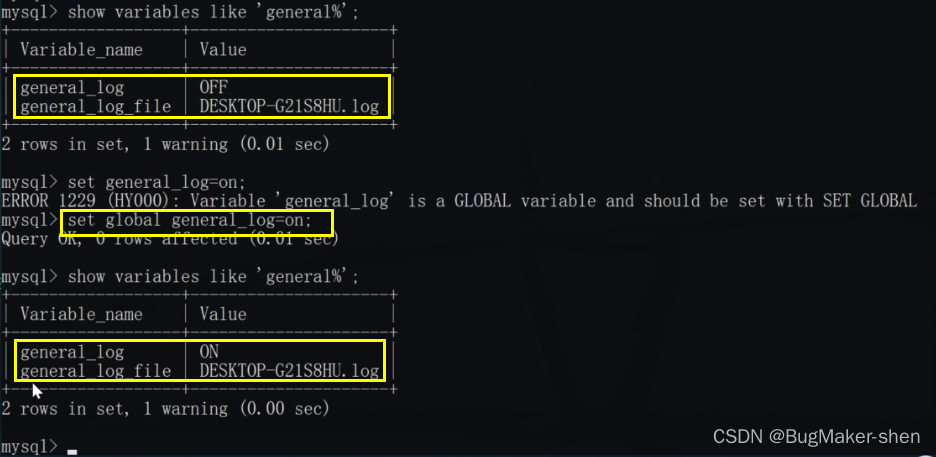 mysql> show variables like 'general%';
+------------------+---------------------+
| Variable_name | Value |
+------------------+---------------------+
| general_log | OFF |
| general_log_file | DESKTOP-G21S8HU.log |
+------------------+---------------------+
2 rows in set, 1 warning (0.01 sec)
mysql> set general_log=on;
ERROR 1229 (HY000): Variable 'general_log' is a GLOBAL variable and should be set with SET GLOBAL
mysql> set global general_log=on;
Query OK, 0 rows affected (0.01 sec)
mysql> show variables like 'general%';
+------------------+---------------------+
| Variable_name | Value |
+------------------+---------------------+
| general_log | ON |
| general_log_file | DESKTOP-G21S8HU.log |
+------------------+---------------------+
2 rows in set, 1 warning (0.00 sec)
mysql>
CSDN @BugMaker-shen